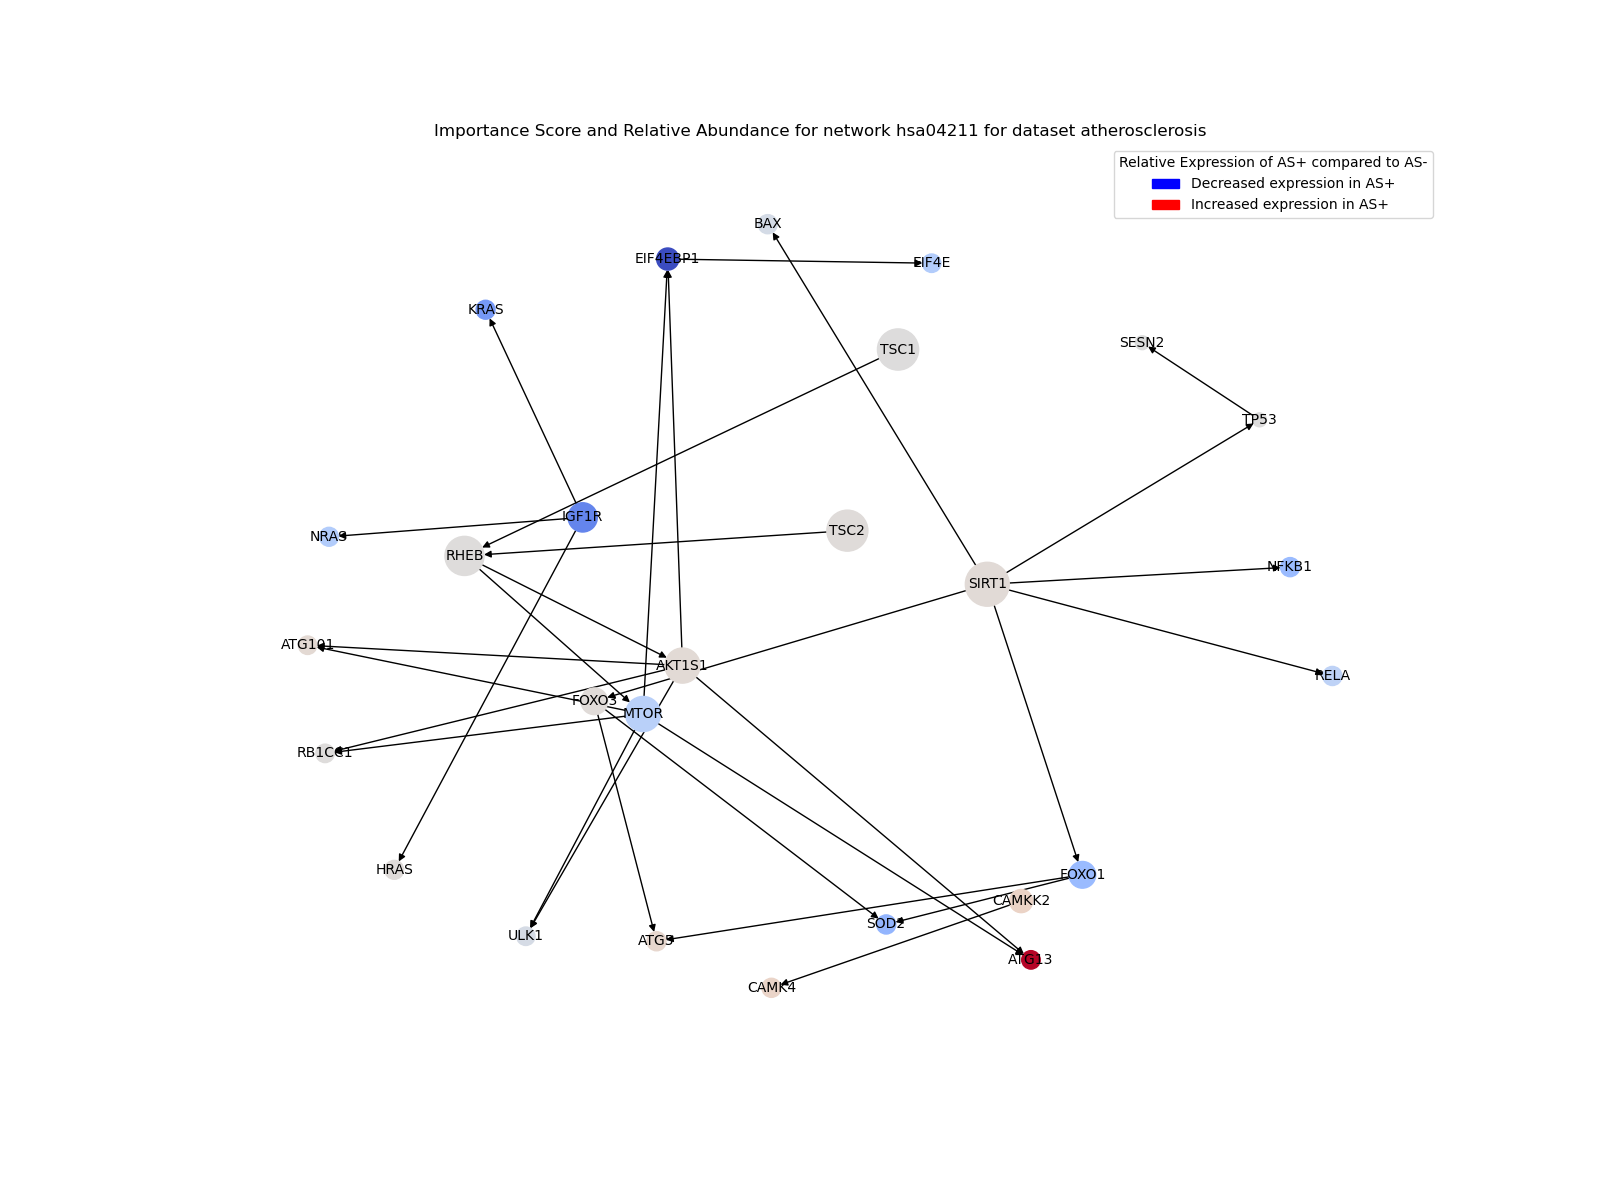 Importance Score and Relative Abundance for network hsa04211 for dataset atherosclerosis
Relative Expression of AS+ compared to AS-
Decreased expression in AS+
Increased expression in AS+
BAX
EIF4EBP1
EIF4E
KRAS
SESN2
TSC1
TP53
IGF1R
TSC2
NRAS
RHEB
NFKB1
SIRT1
ATG101
AKT1S1
RELA
FOXO3
MTOR
RB1CC1
HRAS
FOXO1
CAMKK2
SOD2
ULK1
ATG5
ATG13
CAMK4